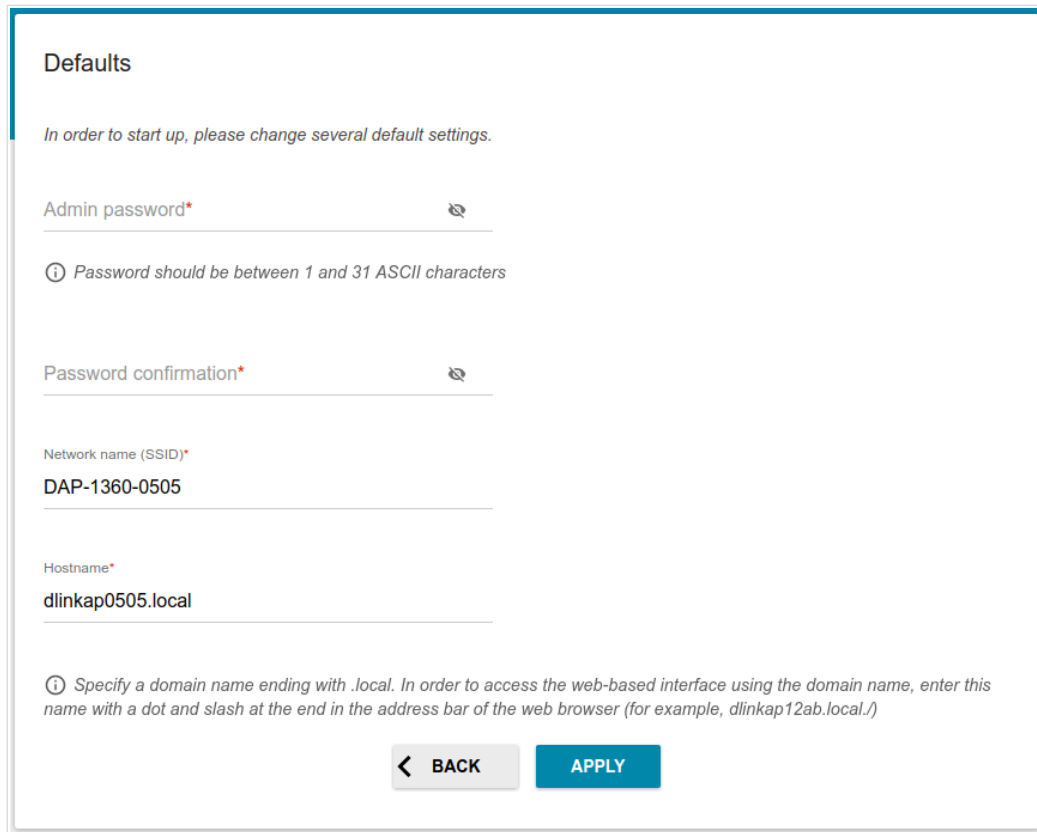 Defaults
In order to start up, please change several default settings.
Admin password*
Password should be between 1 and 31 ASCII characters
Password confirmation*
Network name (SSID)*
DAP-1360-0505
Hostname*
dlinkap0505.local
Specify a domain name ending with .local. In order to access the web-based interface using the domain name, enter this
name with a dot and slash at the end in the address bar of the web browser (for example, dlinkap12ab.local./)
BACK
APPLY